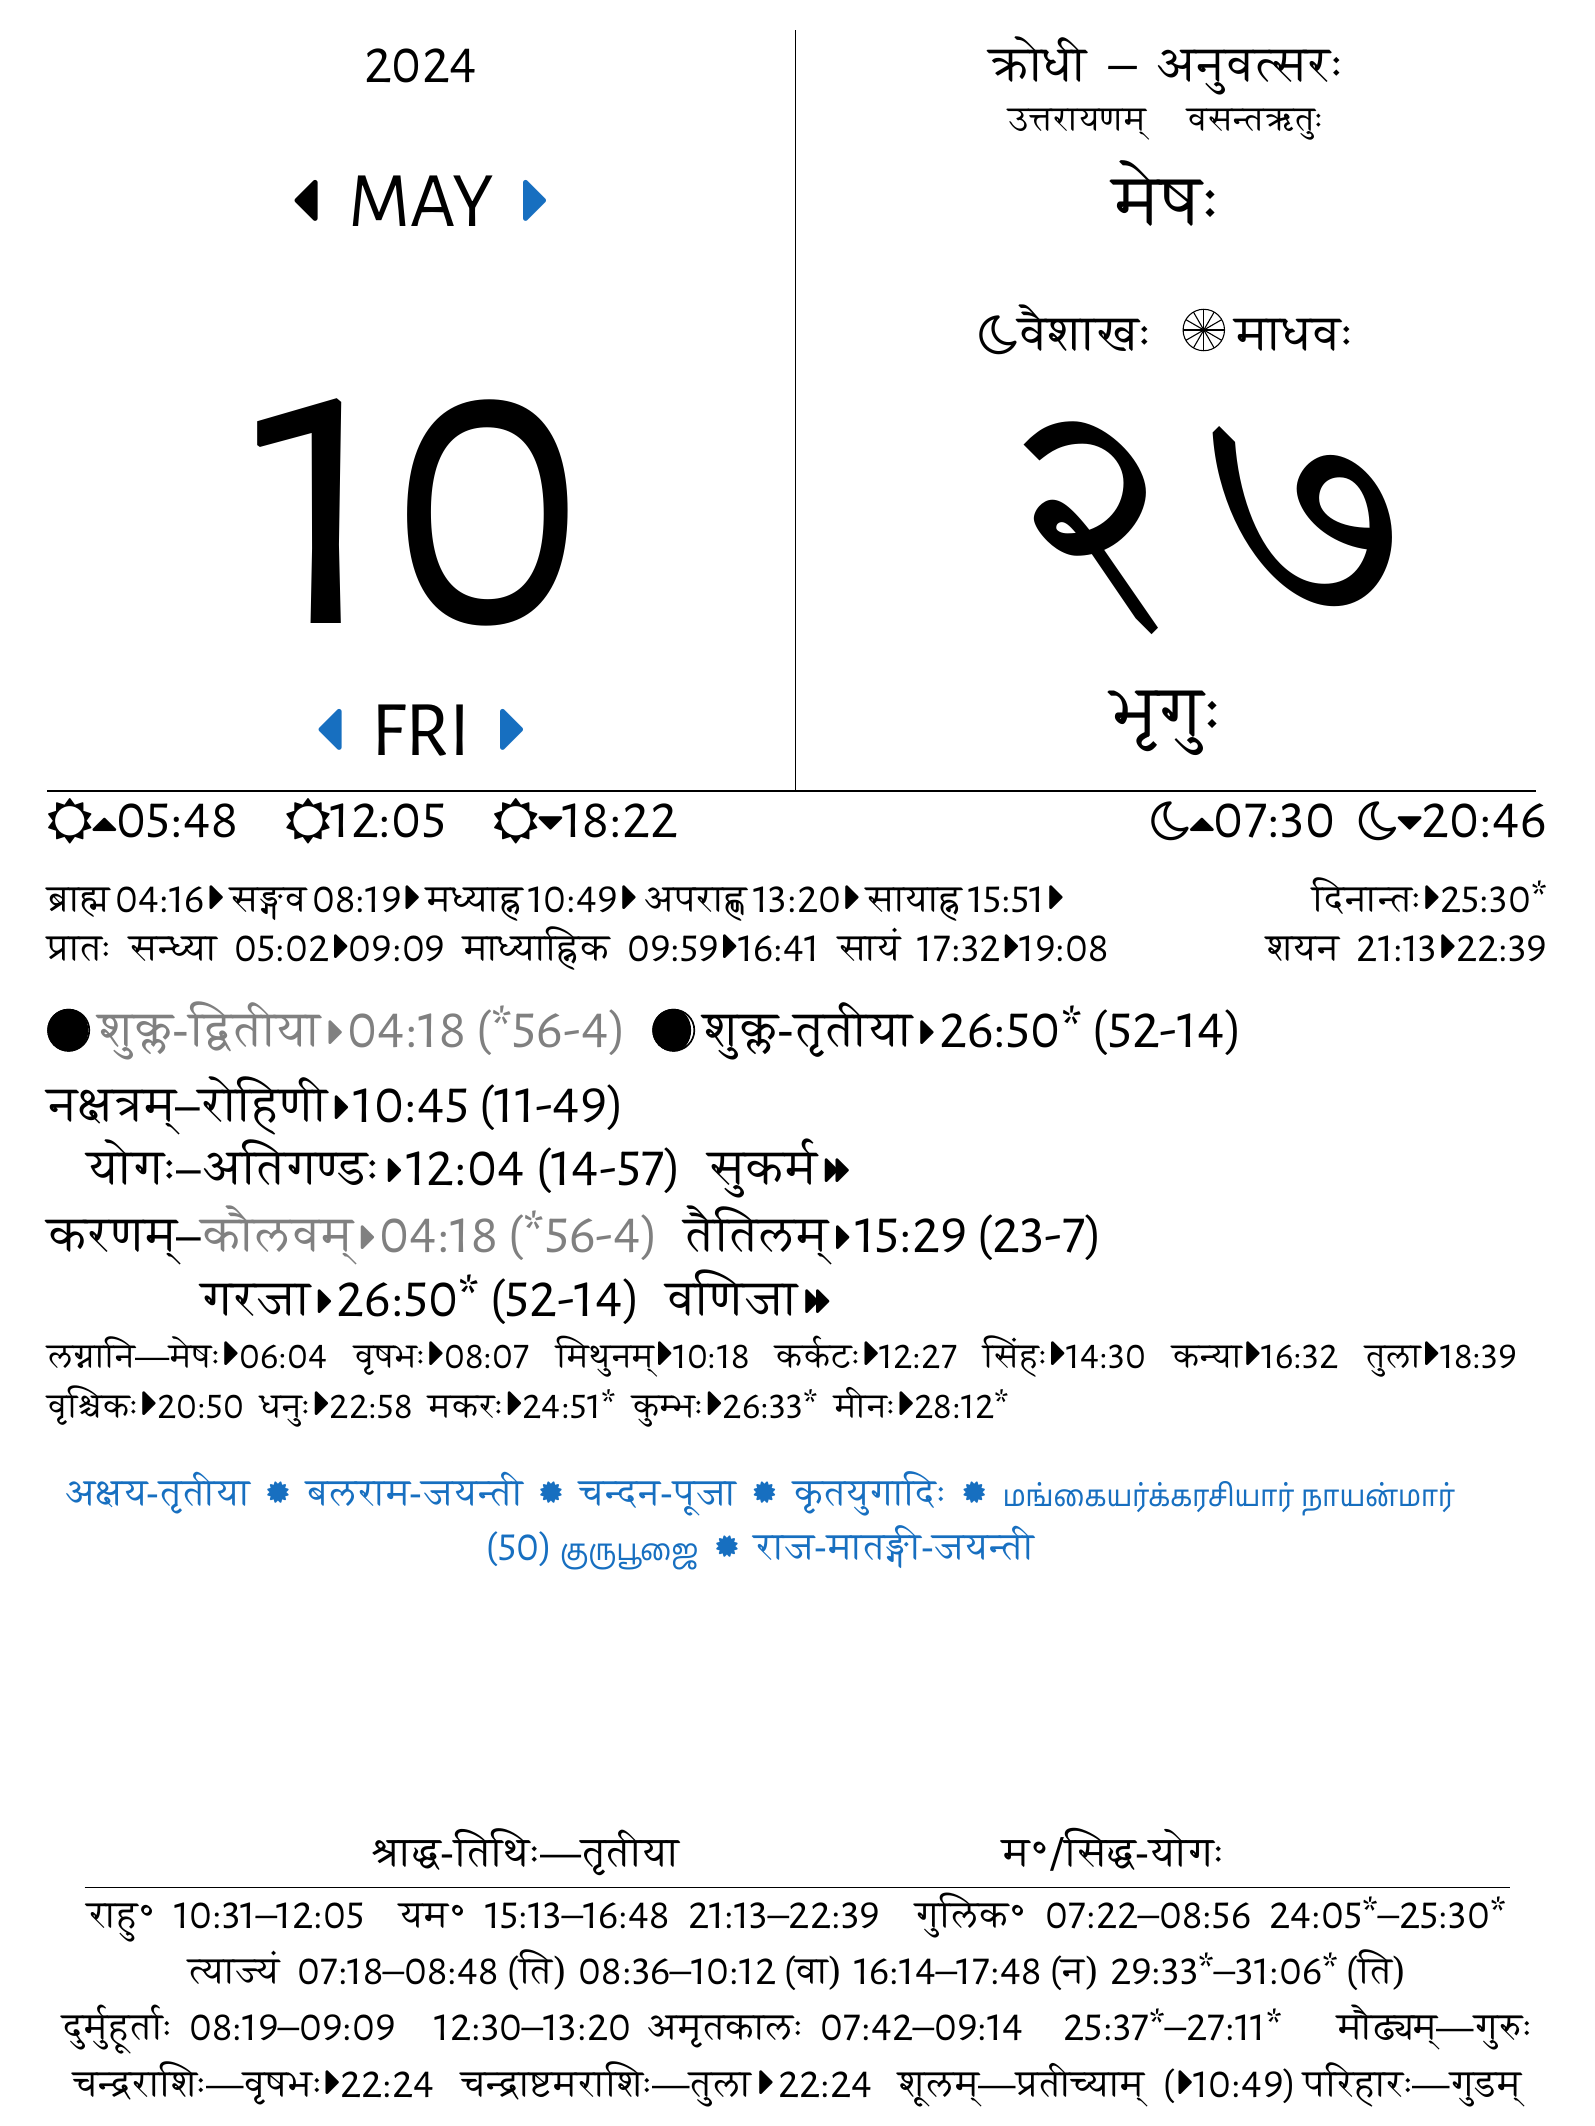 2024
MAY
10
FRI
क्रोधी – अनुवत्सरः
उत्तरायणम् वसन्तऋतुः
मेषः
वैशाखः माधवः
२७
भृगुः
05:48 12:05 18:22 07:30 20:46
ब्राह्म 04:16 सङ्गव 08:19 मध्याह्न 10:49 अपराह्ण 13:20 सायाह्न 15:51 दिनान्तः 25:30*
प्रातः सन्ध्या 05:02 09:09 माध्याह्निक 09:59 16:41 सायं 17:32 19:08 शयन 21:13 22:39
शुक्ल-द्वितीया 04:18 (*56-4) शुक्ल-तृतीया 26:50* (52-14)
नक्षत्रम्–रोहिणी 10:45 (11-49)
योगः–अतिगण्डः 12:04 (14-57) सुकर्म
करणम्–कौलवम् 04:18 (*56-4) तैतिलम् 15:29 (23-7)
गरजा 26:50* (52-14) वणिजा
लग्नानि—मेषः 06:04 वृषभः 08:07 मिथुनम् 10:18 कर्कटः 12:27 सिंहः 14:30 कन्या 16:32 तुला 18:39
वृश्चिकः 20:50 धनुः 22:58 मकरः 24:51* कुम्भः 26:33* मीनः 28:12*
अक्षय-तृतीया ✹ बलराम-जयन्ती ✹ चन्दन-पूजा ✹ कृतयुगादिः ✹ மங்கையர்க்கரசியார் நாயன்மார்
(50) குருபூஜை ✹ राज-मातङ्गी-जयन्ती
श्राद्ध-तिथिः—तृतीया म°/सिद्ध-योगः
राहु° 10:31–12:05 यम° 15:13–16:48 21:13–22:39 गुलिक° 07:22–08:56 24:05*–25:30*
त्याज्यं 07:18–08:48 (ति) 08:36–10:12 (वा) 16:14–17:48 (न) 29:33*–31:06* (ति)
दुर्मुहूर्ताः 08:19–09:09 12:30–13:20 अमृतकालः 07:42–09:14 25:37*–27:11* मौढ्यम्—गुरुः
चन्द्रराशिः—वृषभः 22:24 चन्द्राष्टमराशिः—तुला 22:24 शूलम्—प्रतीच्याम् (10:49) परिहारः—गुडम्